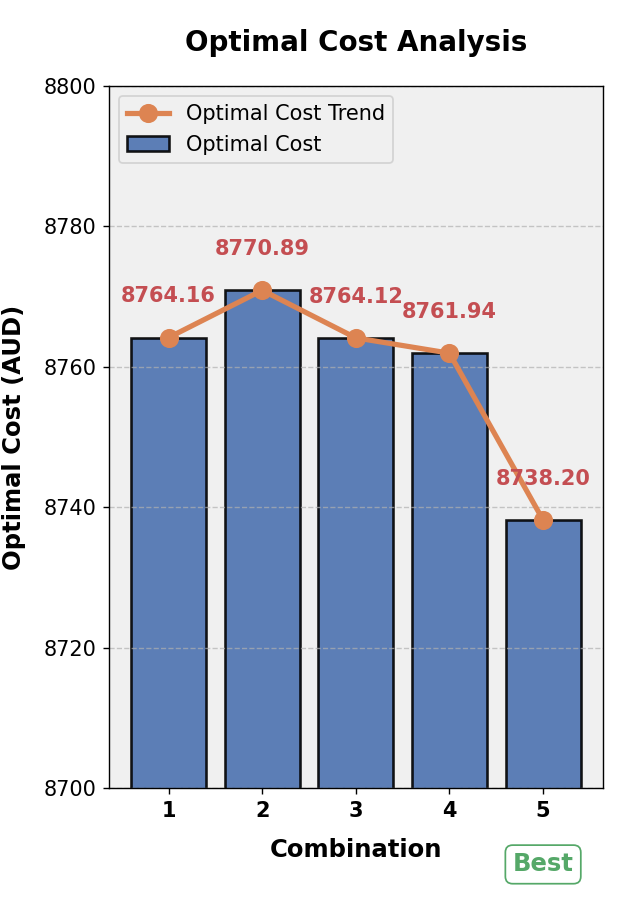 Optimal Cost Analysis
8800
Optimal Cost Trend
Optimal Cost
8780
8770.89
8764.16
8764.12
8761.94
8760
8738.20
8740
8720
8700
Optimal Cost (AUD)
1 2 3 4 5
Combination
Best